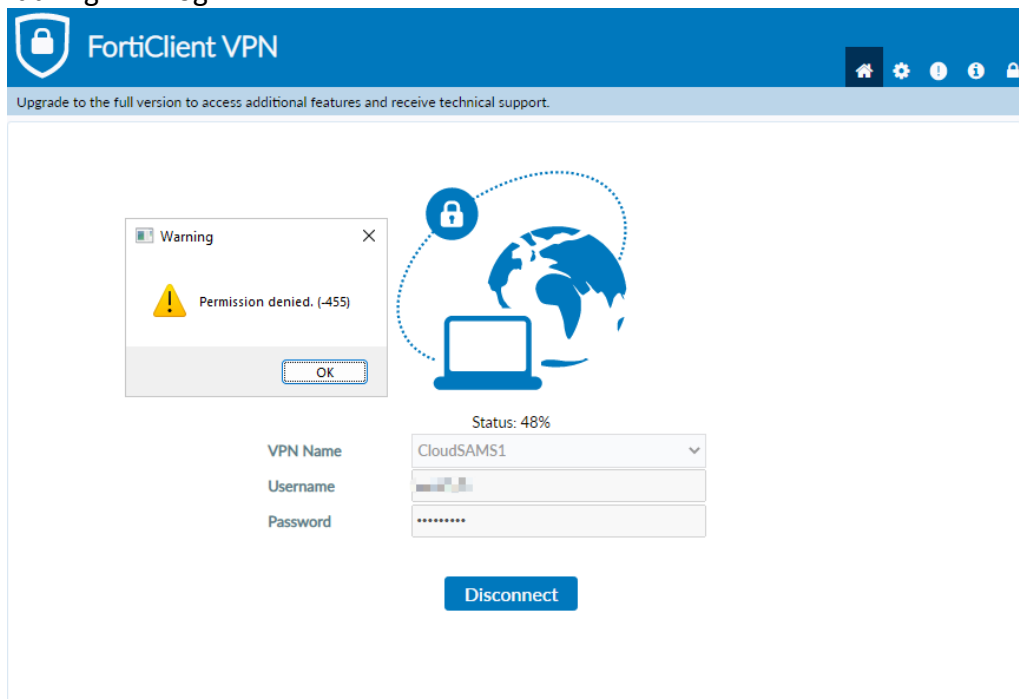 FortiClient VPN
Upgrade to the full version to access additional features and receive technical support.
Warning
Permission denied. (-455)
OK
Status: 48%
VPN Name CloudSAMS1
Username
Password •••••••••
Disconnect